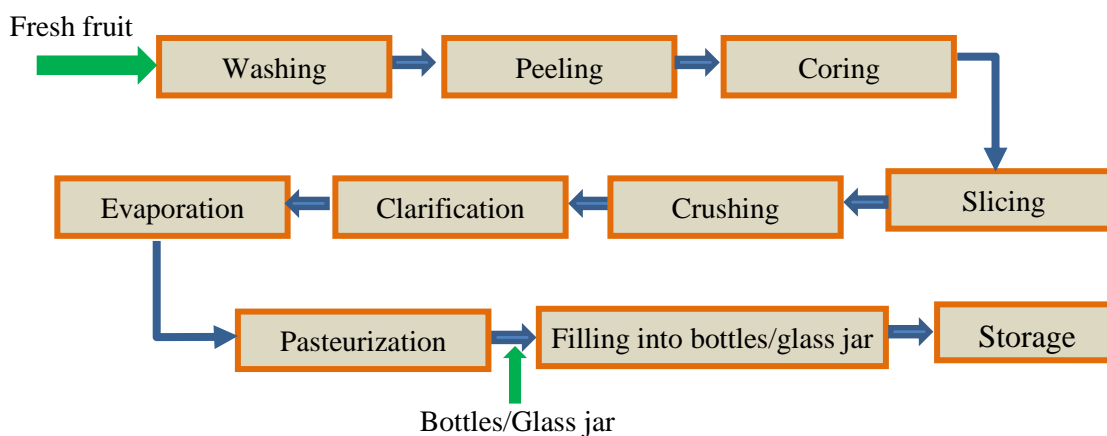 Fresh fruit
Washing
Peeling
Coring
Slicing
Crushing
Clarification
Evaporation
Pasteurization
Filling into bottles/glass jar
Storage
Bottles/Glass jar